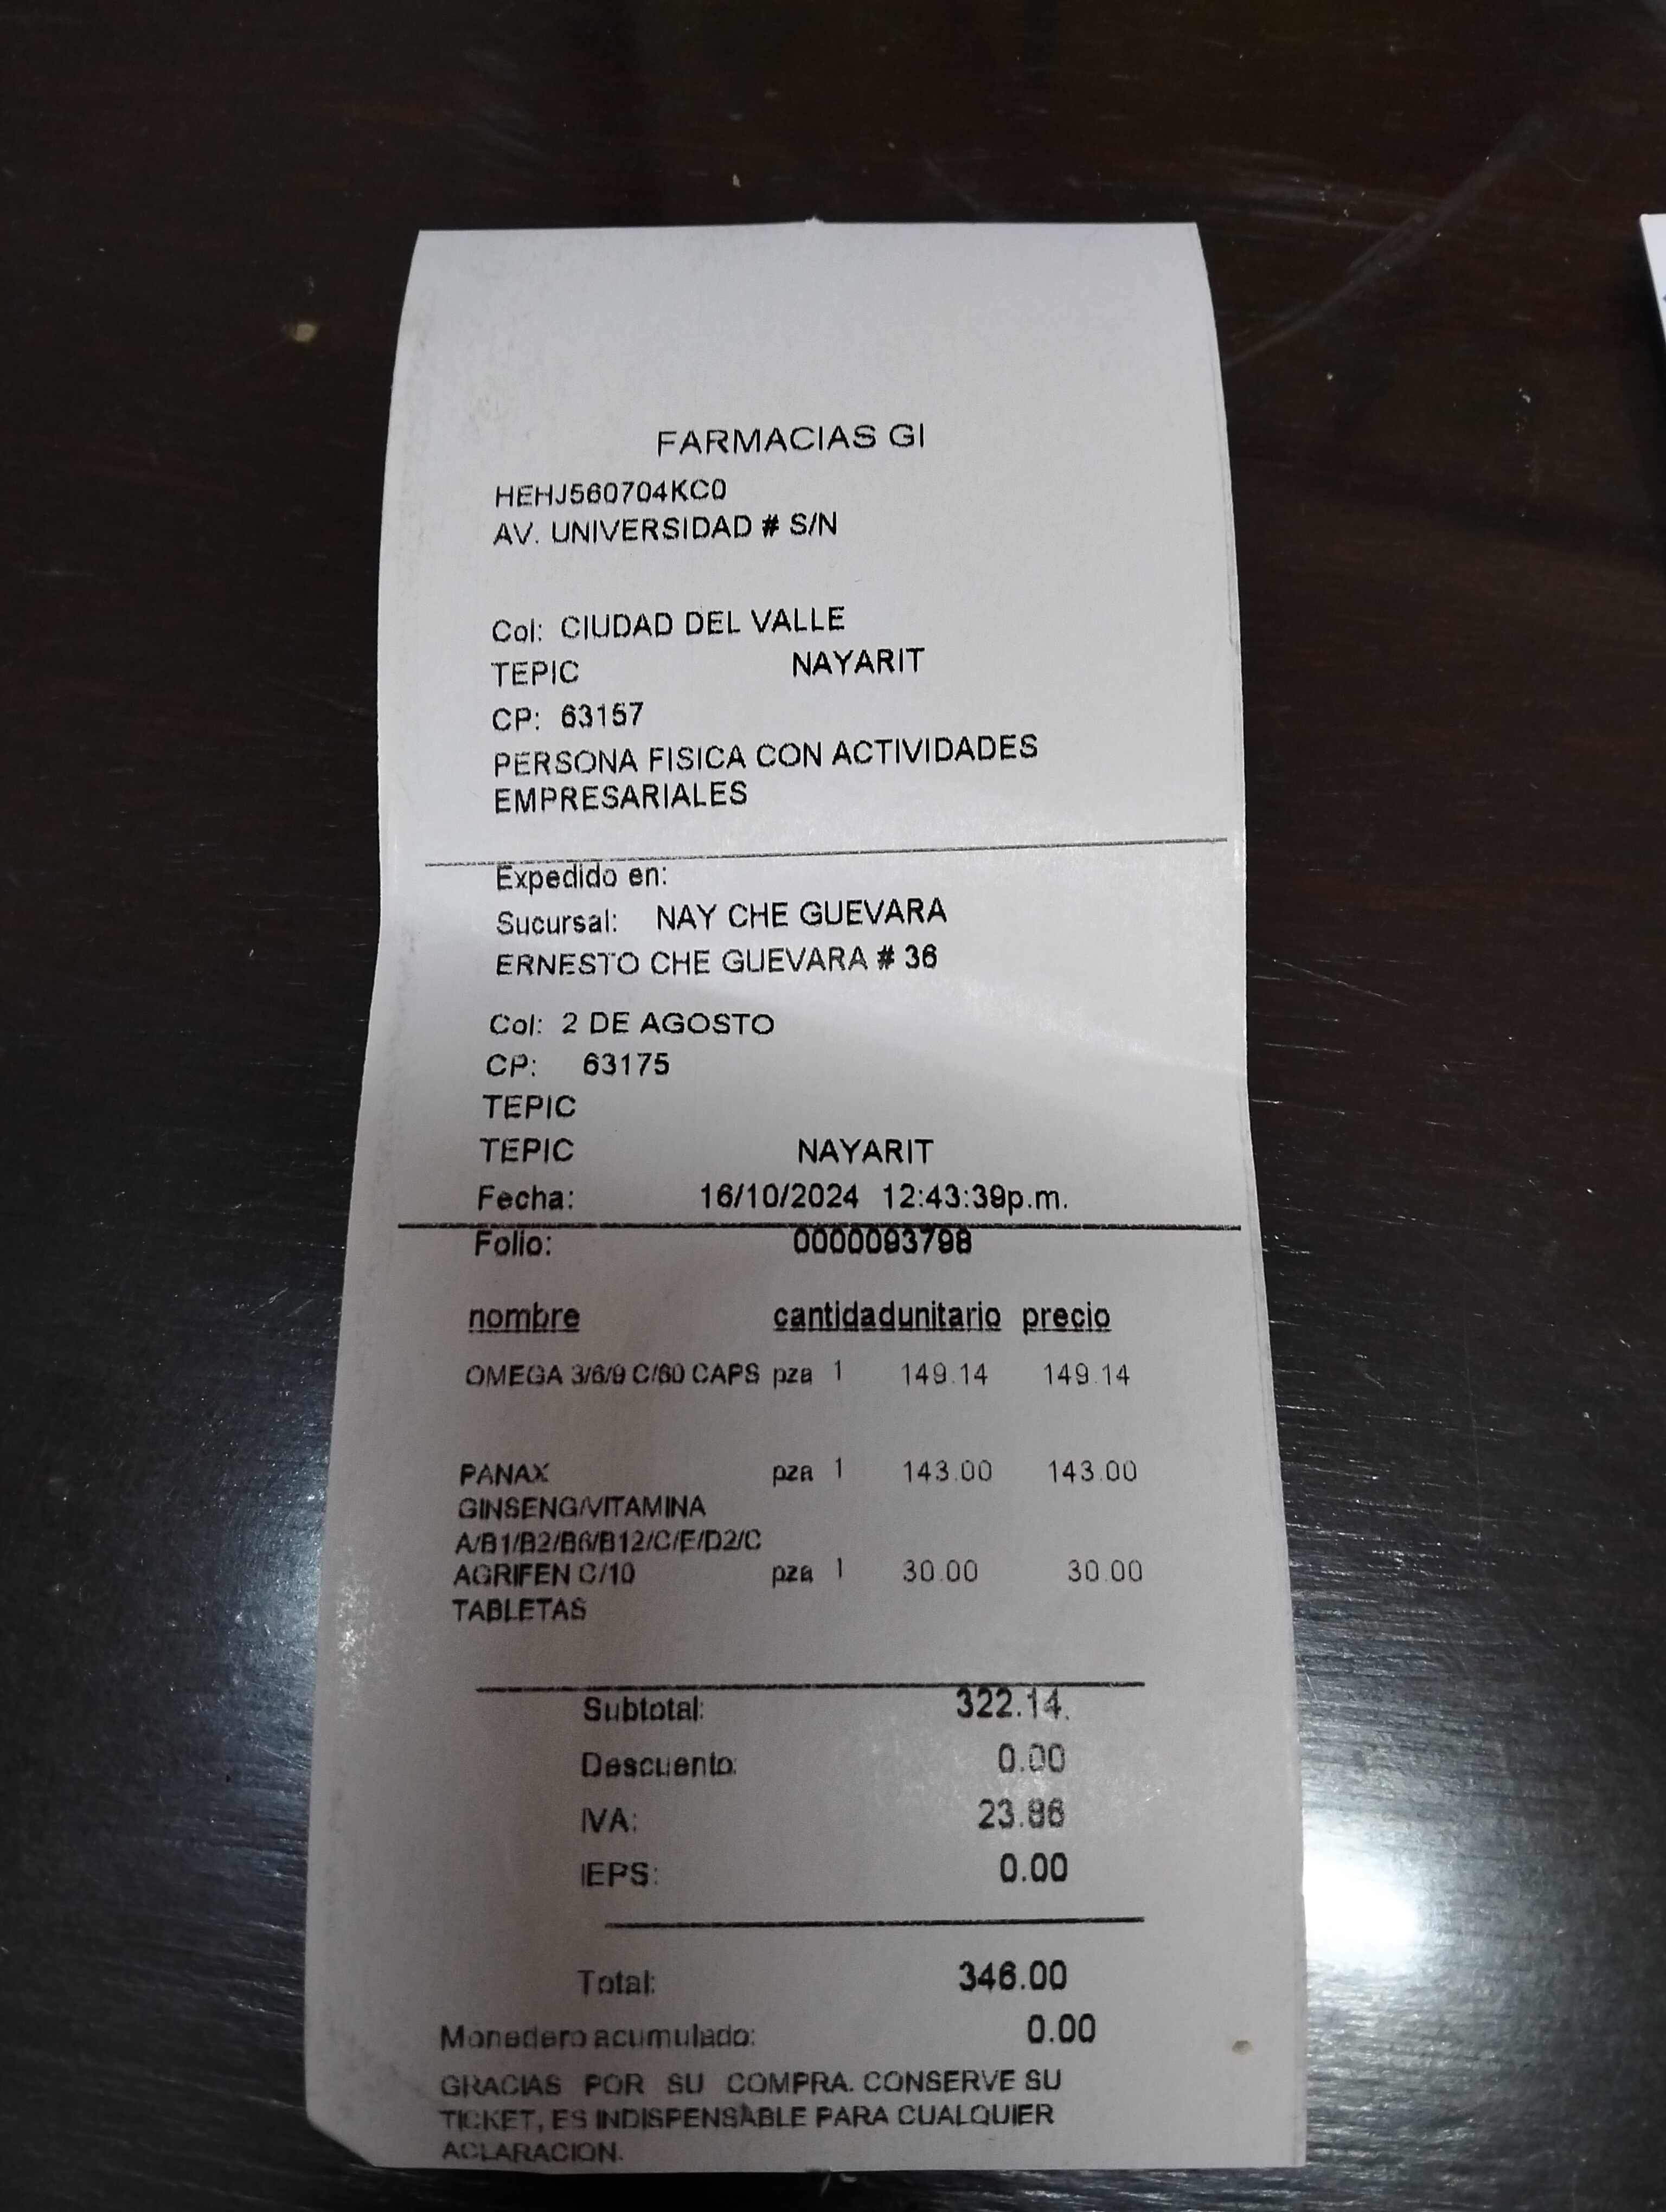 FARMACIAS GI
HEHJ560704KC0
AV. UNIVERSIDAD # S/N
Col: CIUDAD DEL VALLE
TEPIC NAYARIT
CP: 63157
PERSONA FISICA CON ACTIVIDADES
EMPRESARIALES
Expedido en:
Sucursal: NAY CHE GUEVARA
ERNESTO CHE GUEVARA # 36
Col: 2 DE AGOSTO
CP: 63175
TEPIC
TEPIC NAYARIT
Fecha: 16/10/2024 12:43:39p.m.
Folio: 0000093798
nombre cantidadunitario precio
OMEGA 3/6/9 C/60 CAPS pza 1 149.14 149.14
PANAX pza 1 143.00 143.00
GINSENG/VITAMINA
A/B1/B2/B6/B12/C/E/D2/C
AGRIFEN C/10 pza 1 30.00 30.00
TABLETAS
Subtotal: 322.14
Descuento: 0.00
IVA: 23.86
IEPS: 0.00
Total: 346.00
Monedero acumulado: 0.00
GRACIAS POR SU COMPRA. CONSERVE SU
TICKET, ES INDISPENSABLE PARA CUALQUIER
ACLARACION.